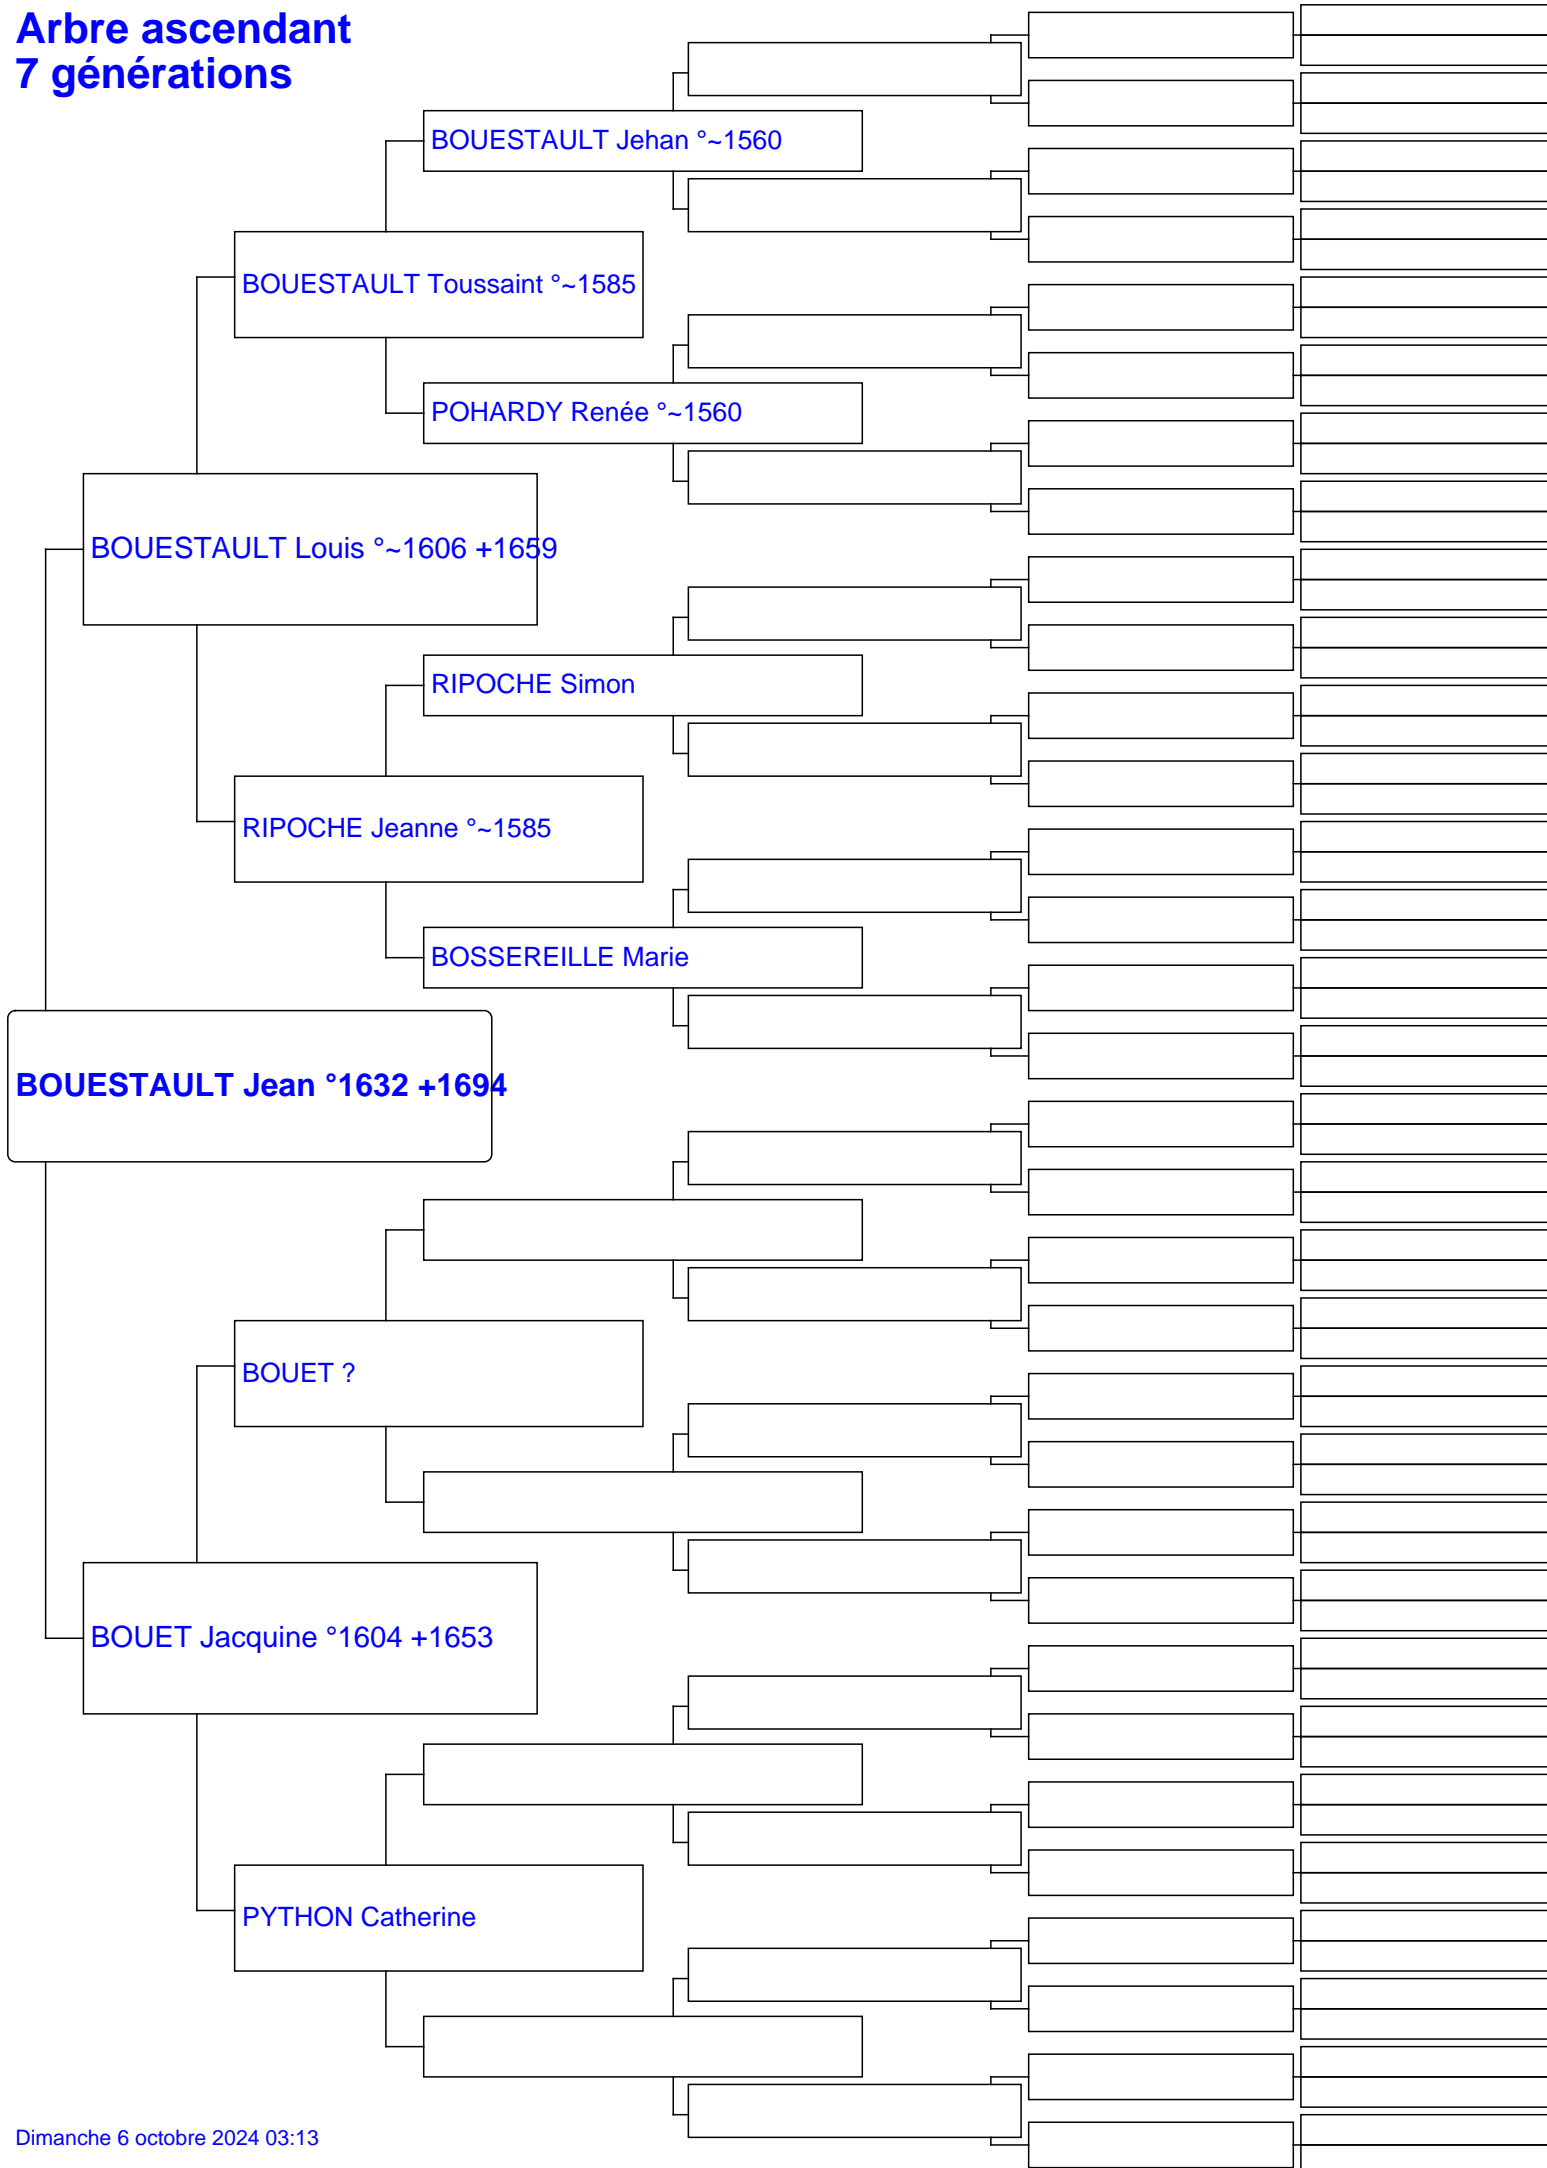 Arbre ascendant
7 générations
BOUESTAULT Jehan °~1560
BOUESTAULT Toussaint °~1585
POHARDY Renée °~1560
BOUESTAULT Louis °~1606 +1659
RIPOCHE Simon
RIPOCHE Jeanne °~1585
BOSSEREILLE Marie
BOUESTAULT Jean °1632 +1694
BOUET ?
BOUET Jacquine °1604 +1653
PYTHON Catherine
Dimanche 6 octobre 2024 03:13